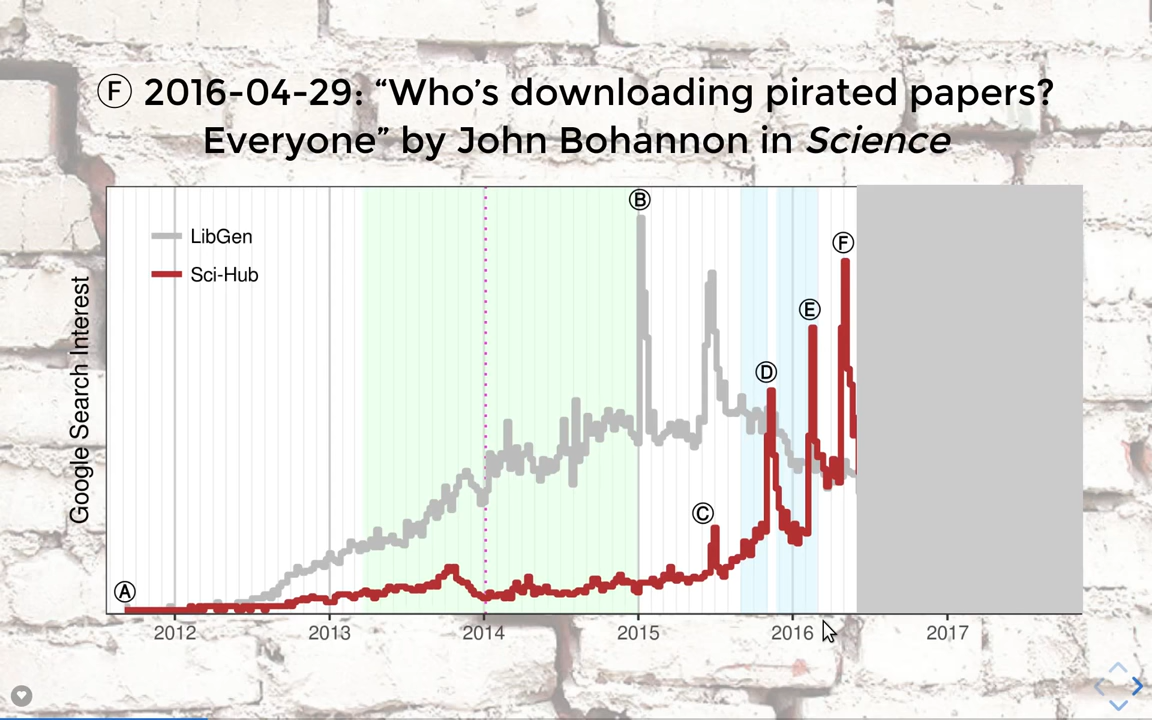 Ⓕ 2016-04-29: “Who’s downloading pirated papers?
Everyone” by John Bohannon in Science
Ⓑ
Ⓕ
LibGen
Sci-Hub
Ⓔ
Ⓓ
Ⓒ
Ⓐ
Google Search Interest
2012 2013 2014 2015 2016 2017